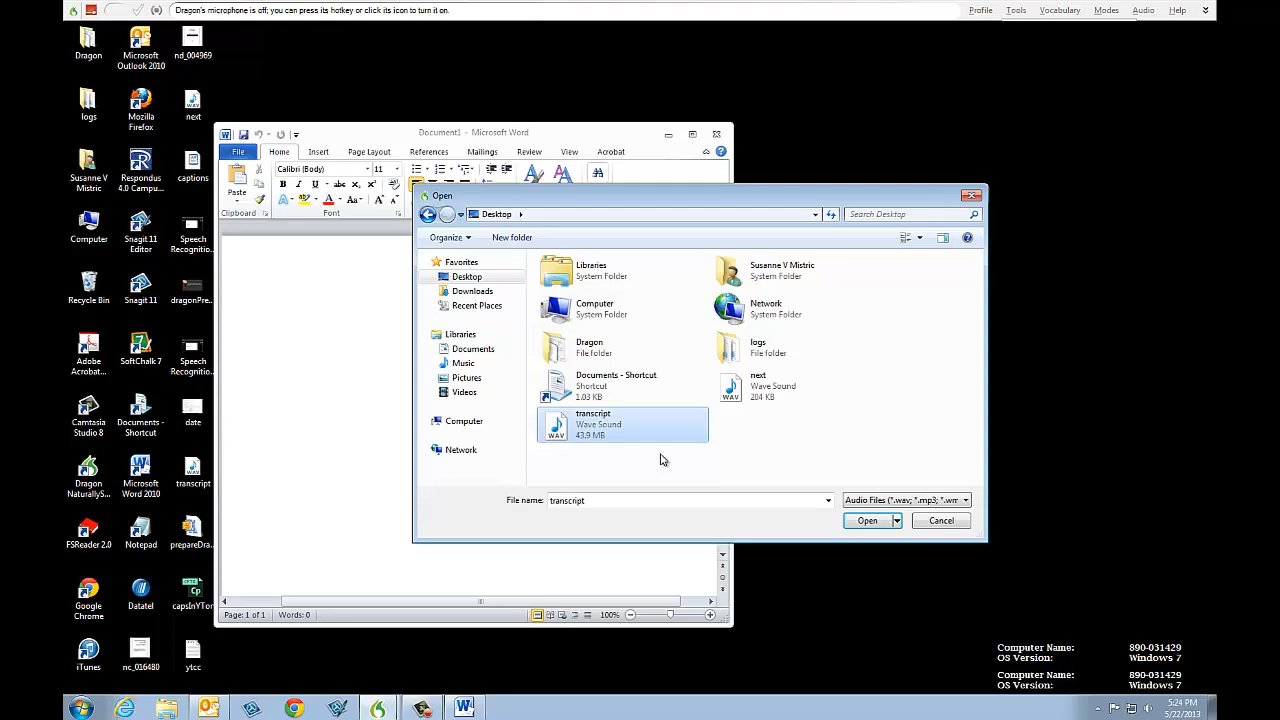 Dragon's microphone is off; you can press its hotkey or click its icon to turn it on.
Profile Tools Vocabulary Modes Audio Help
Dragon
Microsoft Outlook 2010
nd_004969
logs
Mozilla Firefox
next
Susanne V Mistric
Respondus 4.0 Campu...
captions
Computer
Snagit 11 Editor
Speech Recognitio...
Recycle Bin
Snagit 11
dragonPre...
Adobe Acrobat...
SoftChalk 7
Speech Recognitio...
Camtasia Studio 8
Documents - Shortcut
date
Dragon NaturallyS...
Microsoft Word 2010
transcript
FSReader 2.0
Notepad
prepareDra...
Google Chrome
Datatel
capsInYTor
iTunes
nc_016480
ytcc
Document1 - Microsoft Word
File Home Insert Page Layout References Mailings Review View Acrobat
Paste
Calibri (Body) 11
B I U abc X₂ X²
Clipboard Font
Open
Desktop
Search Desktop
Organize New folder
Favorites
Desktop
Downloads
Recent Places
Libraries
Documents
Music
Pictures
Videos
Computer
Network
Libraries
System Folder
Susanne V Mistric
System Folder
Computer
System Folder
Network
System Folder
Dragon
File folder
logs
File folder
Documents - Shortcut
Shortcut
1.03 KB
next
Wave Sound
204 KB
WAV
transcript
Wave Sound
43.9 MB
WAV
File name: transcript
Audio Files (*.wav; *.mp3; *.wm
Open Cancel
Page: 1 of 1 Words: 0 100%
Computer Name: 890-031429
OS Version: Windows 7
Computer Name: 890-031429
OS Version: Windows 7
5:24 PM
5/22/2013